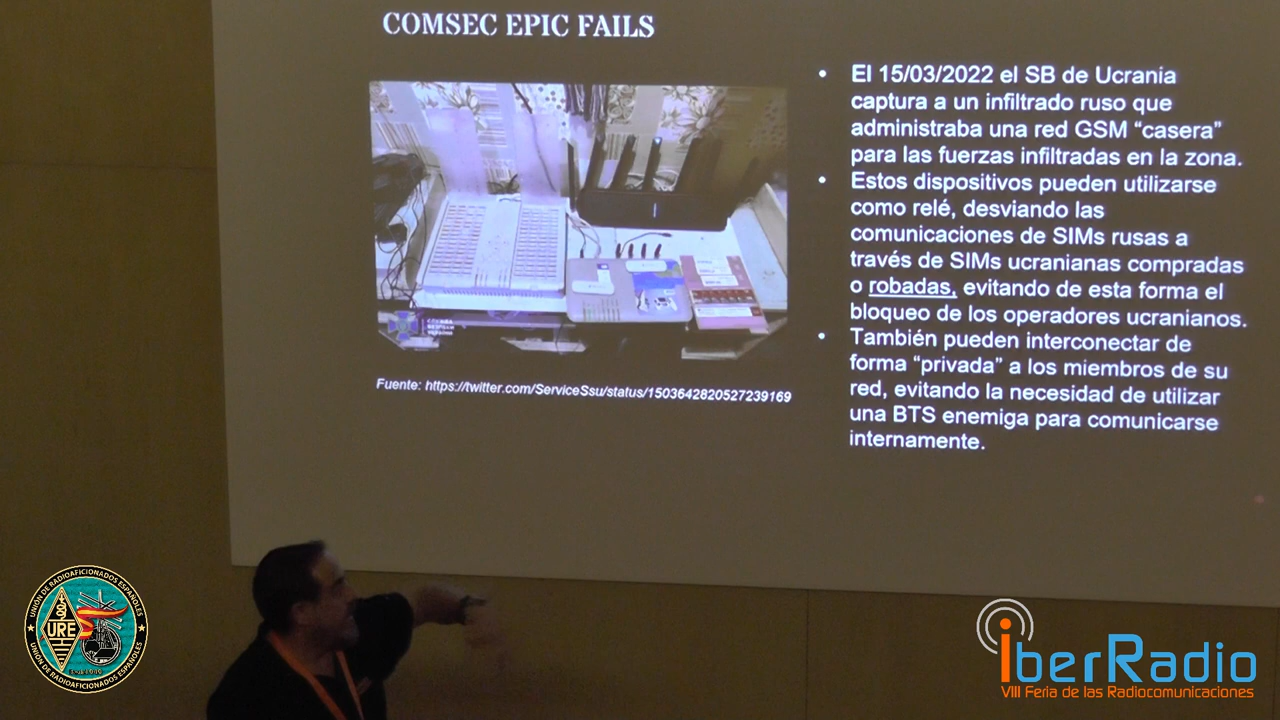 COMSEC EPIC FAILS
Fuente: https://twitter.com/ServiceSsu/status/1503642820527239169
• El 15/03/2022 el SB de Ucrania
captura a un infiltrado ruso que
administraba una red GSM “casera”
para las fuerzas infiltradas en la zona.
• Estos dispositivos pueden utilizarse
como relé, desviando las
comunicaciones de SIMs rusas a
través de SIMs ucranianas compradas
o robadas, evitando de esta forma el
bloqueo de los operadores ucranianos.
• También pueden interconectar de
forma “privada” a los miembros de su
red, evitando la necesidad de utilizar
una BTS enemiga para comunicarse
internamente.
UNIÓN DE RADIOAFICIONADOS ESPAÑOLES
URE
UNIÓN DE RADIOAFICIONADOS ESPAÑOLES
IberRadio
VIII Feria de las Radiocomunicaciones